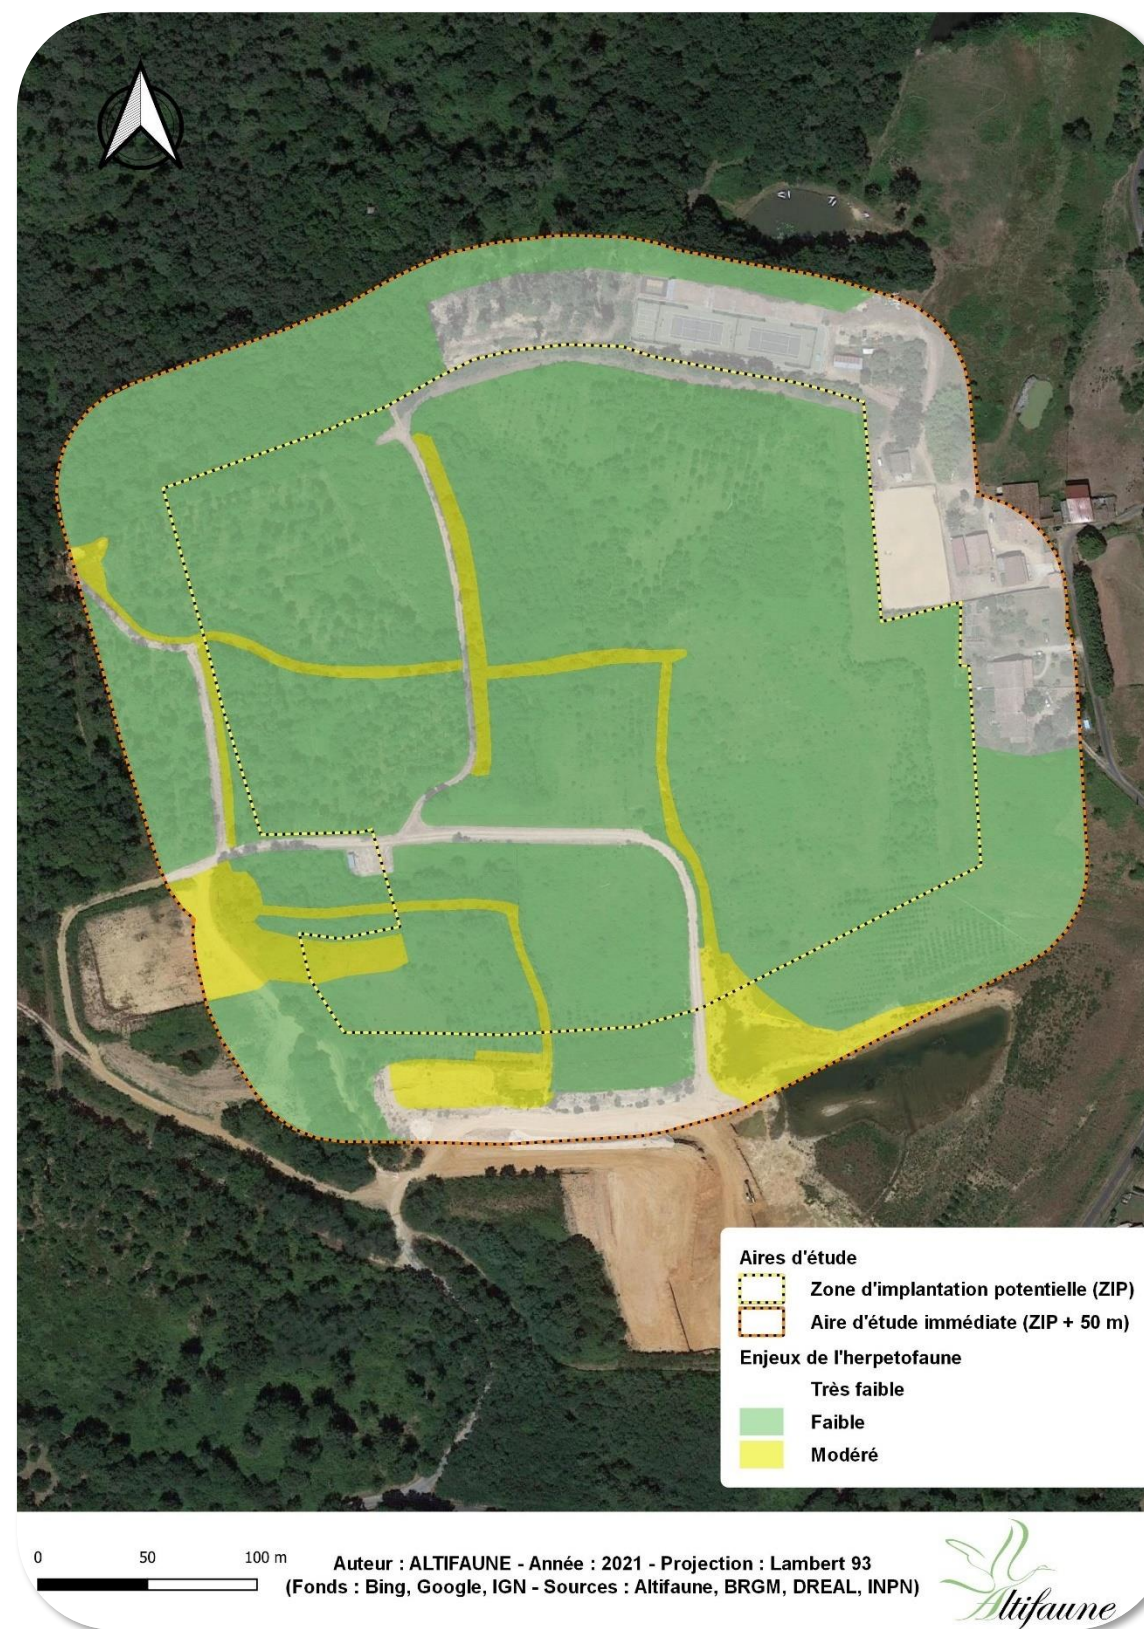 Aires d'étude
Zone d'implantation potentielle (ZIP)
Aire d'étude immédiate (ZIP + 50 m)
Enjeux de l'herpetofaune
Très faible
Faible
Modéré
0 50 100 m
Auteur : ALTIFAUNE - Année : 2021 - Projection : Lambert 93
(Fonds : Bing, Google, IGN - Sources : Altifaune, BRGM, DREAL, INPN)
Altifaune